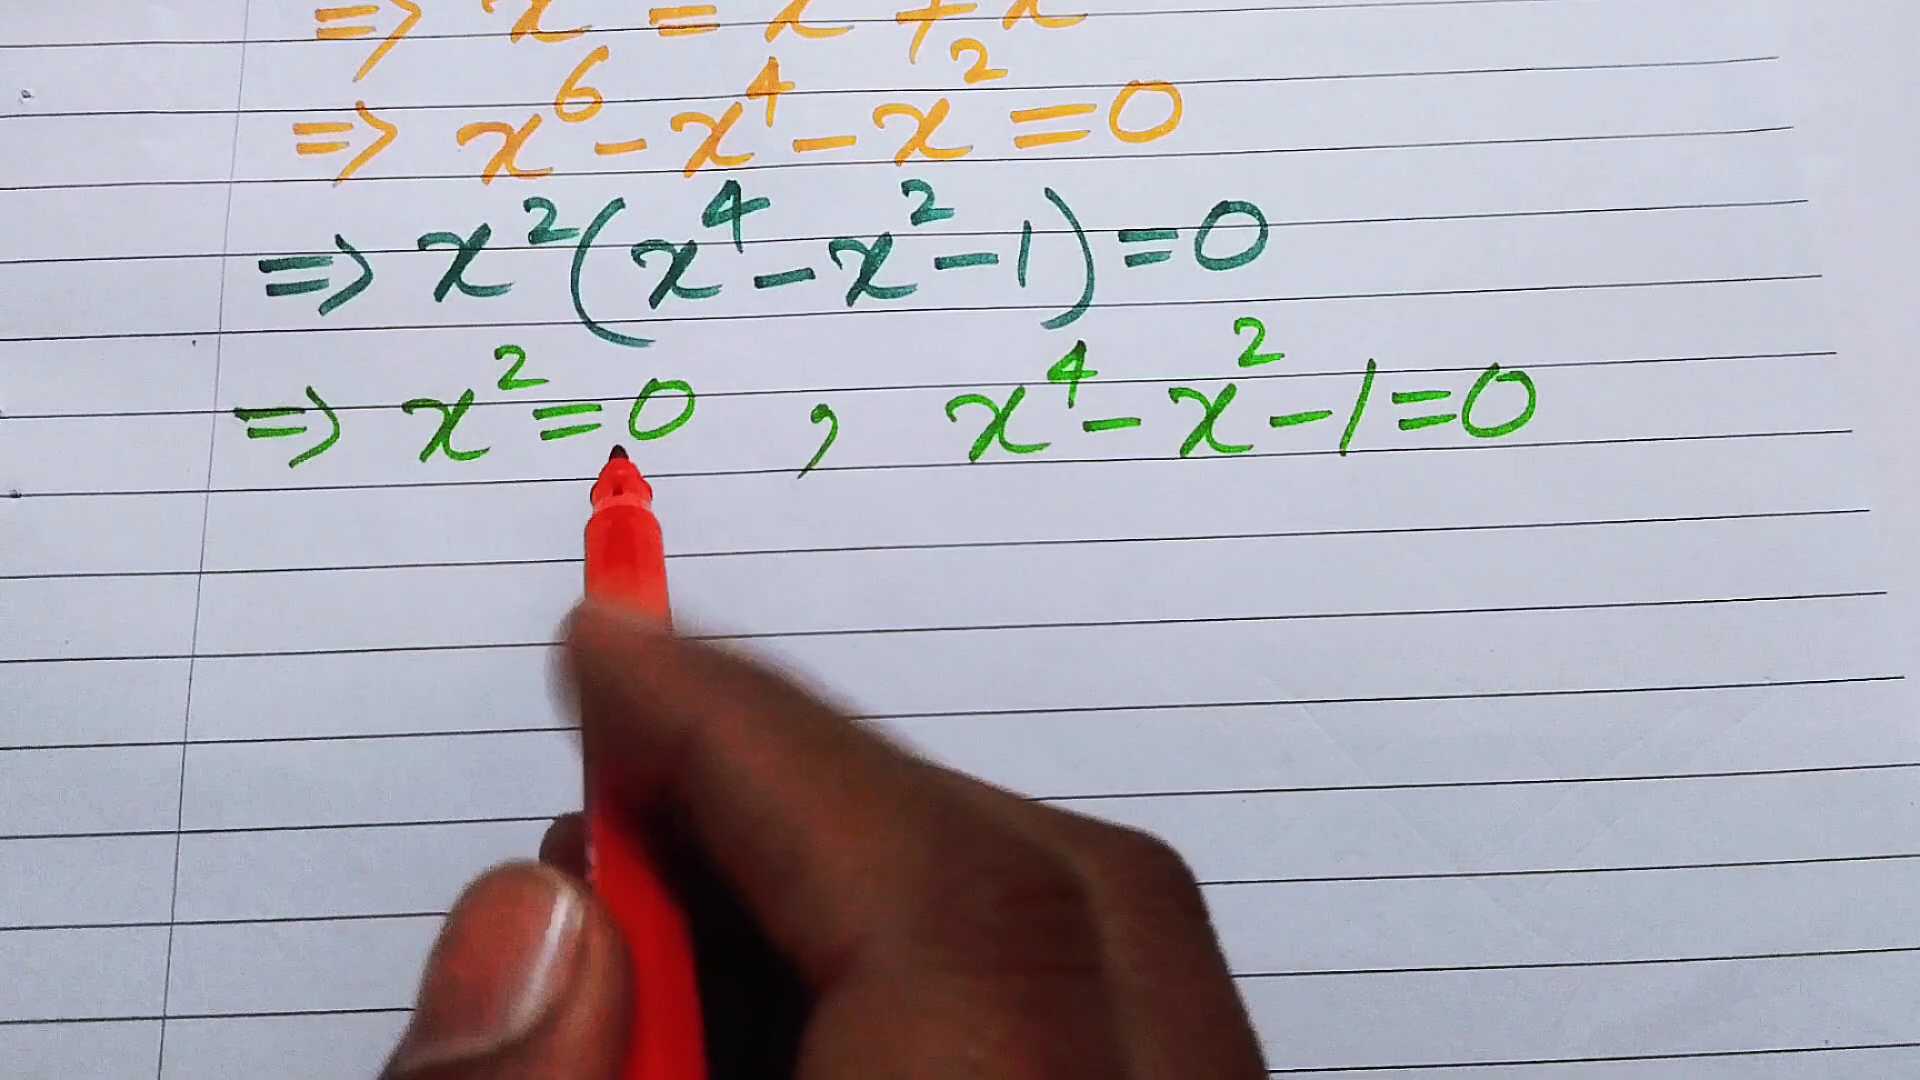 ⇒ x = x + x
⇒ x⁶ - x⁴ - x² = 0
⇒ x²(x⁴ - x² - 1) = 0
⇒ x² = 0 , x⁴ - x² - 1 = 0